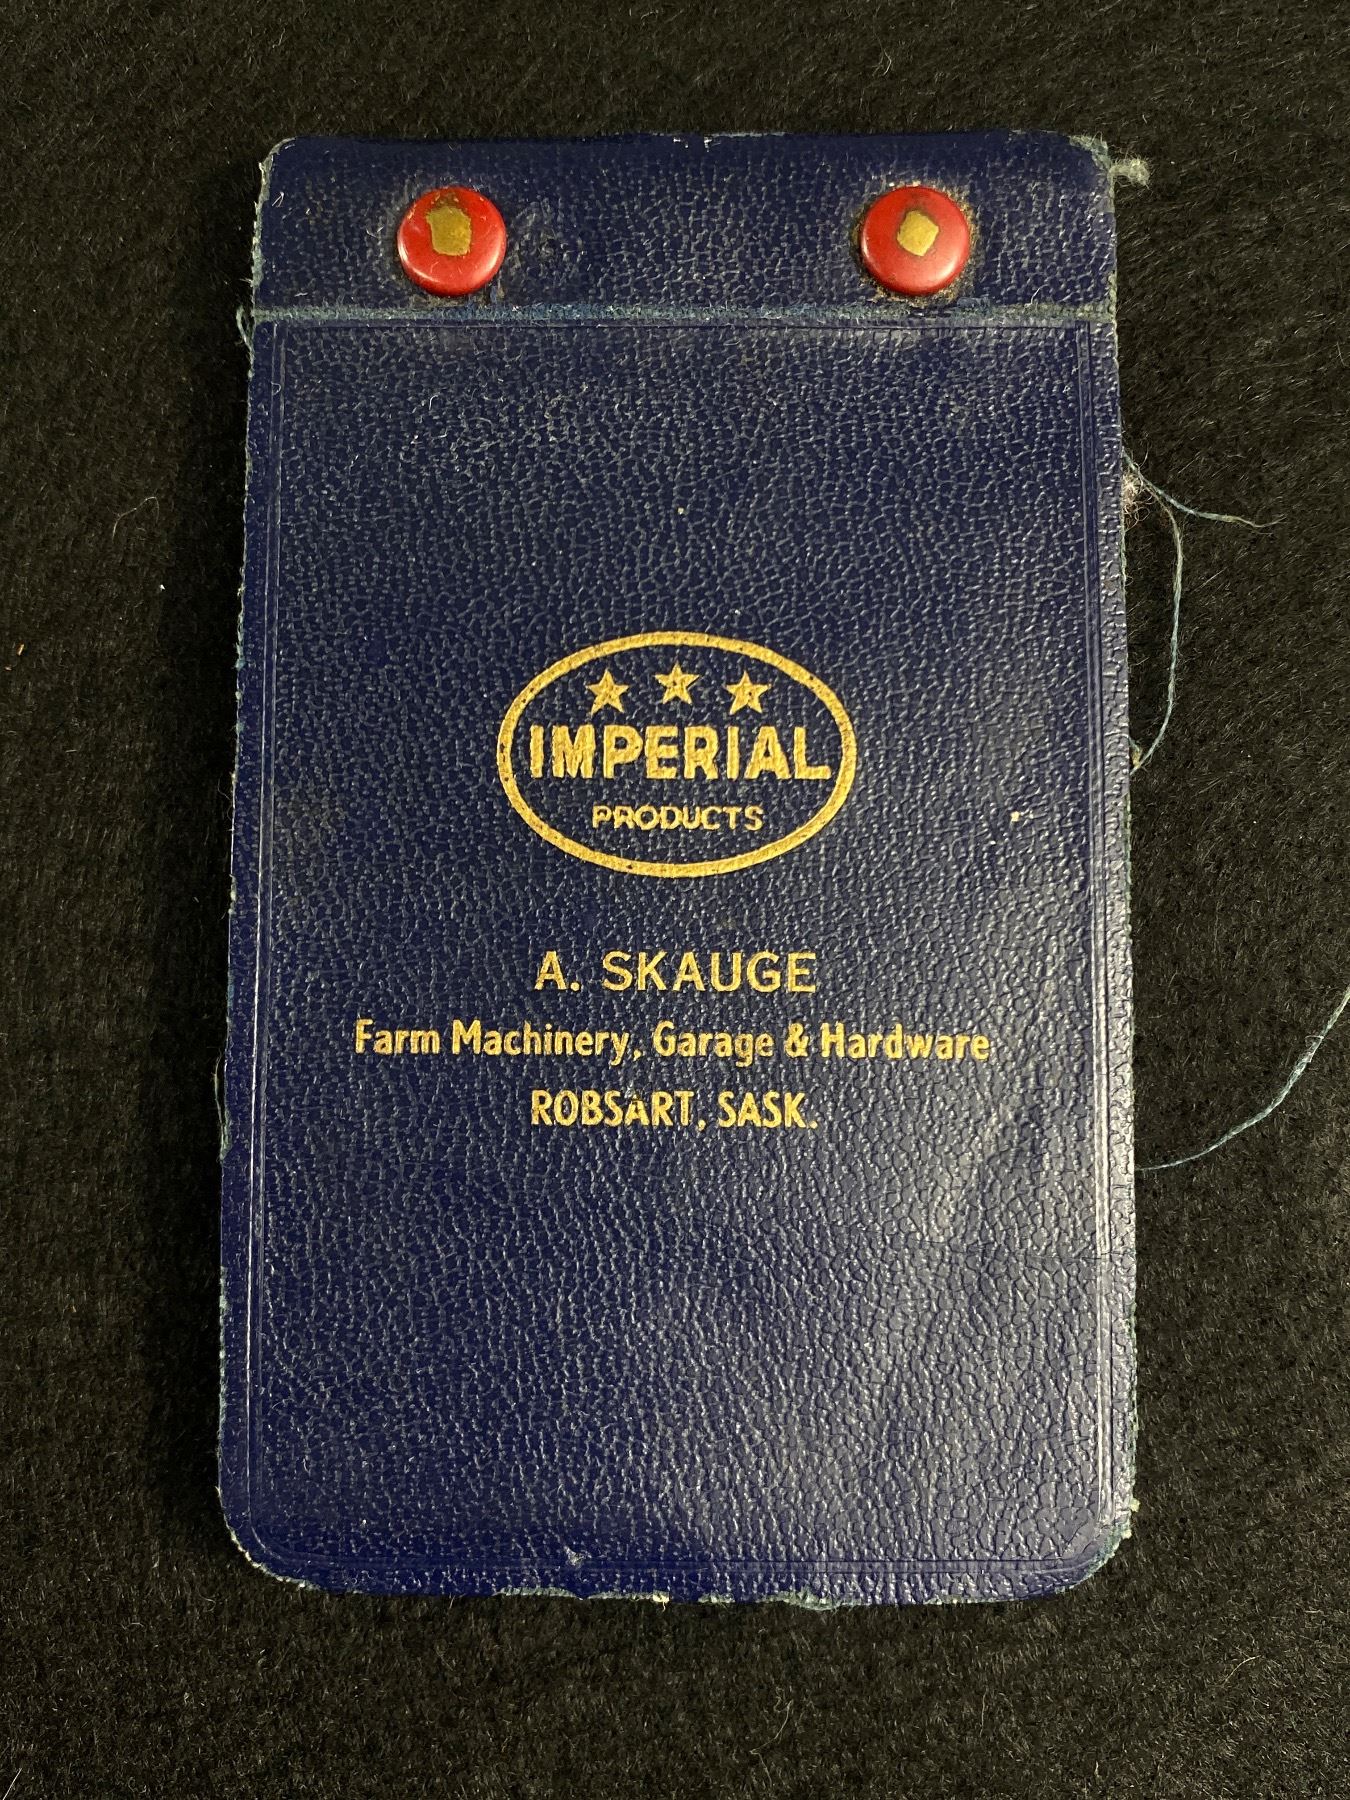 IMPERIAL
PRODUCTS
A. SKAUGE
Farm Machinery, Garage & Hardware
ROBSART, SASK.